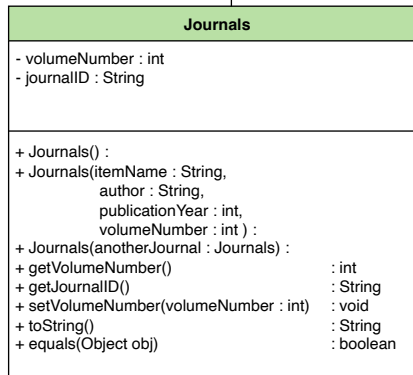 Journals
- volumeNumber : int
- journalID : String
+ Journals() :
+ Journals(itemName : String,
author : String,
publicationYear : int,
volumeNumber : int ) :
+ Journals(anotherJournal : Journals) :
+ getVolumeNumber() : int
+ getJournalID() : String
+ setVolumeNumber(volumeNumber : int) : void
+ toString() : String
+ equals(Object obj) : boolean